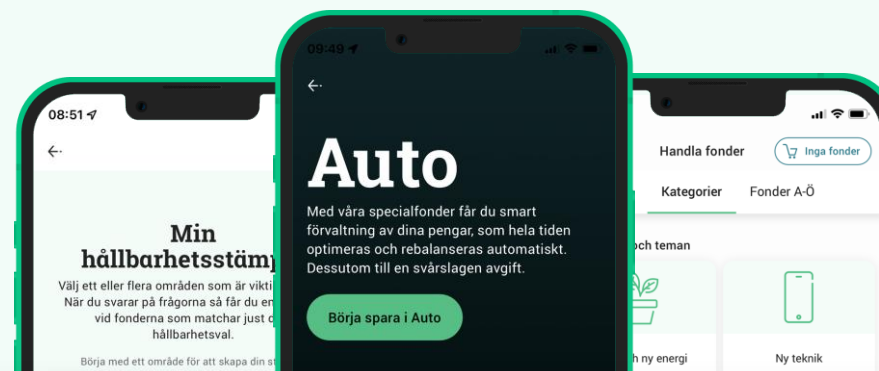 08:51
Min
hållbarhetsstämp
Välj ett eller flera områden som är vikti
När du svarar på frågorna så får du en
vid fonderna som matchar just d
hållbarhetsval.
Börja med ett område för att skapa din st
09:49
Auto
Med våra specialfonder får du smart
förvaltning av dina pengar, som hela tiden
optimeras och rebalanseras automatiskt.
Dessutom till en svårslagen avgift.
Börja spara i Auto
Handla fonder
Inga fonder
Kategorier
Fonder A-Ö
och teman
h ny energi
Ny teknik